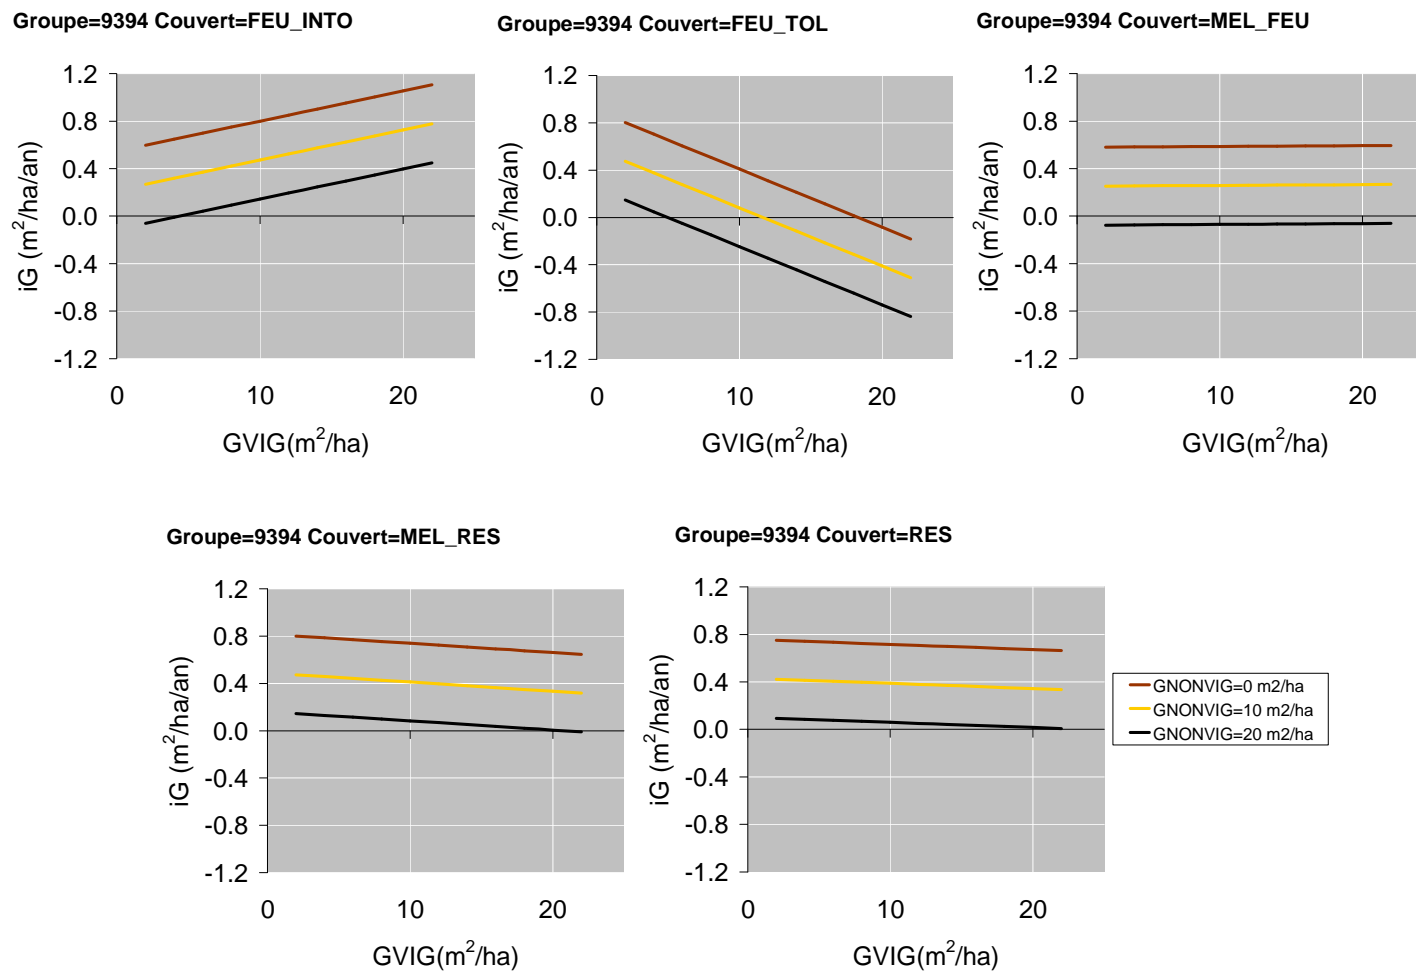 Groupe=9394 Couvert=FEU_INTO
1.2
0.8
0.4
0.0
-0.4
-0.8
-1.2
iG (m²/ha/an)
0 10 20
GVIG(m²/ha)
Groupe=9394 Couvert=FEU_TOL
1.2
0.8
0.4
0.0
-0.4
-0.8
-1.2
iG (m²/ha/an)
0 10 20
GVIG(m²/ha)
Groupe=9394 Couvert=MEL_FEU
1.2
0.8
0.4
0.0
-0.4
-0.8
-1.2
iG (m²/ha/an)
0 10 20
GVIG(m²/ha)
Groupe=9394 Couvert=MEL_RES
1.2
0.8
0.4
0.0
-0.4
-0.8
-1.2
iG (m²/ha/an)
0 10 20
GVIG(m²/ha)
Groupe=9394 Couvert=RES
1.2
0.8
0.4
0.0
-0.4
-0.8
-1.2
iG (m²/ha/an)
0 10 20
GVIG(m²/ha)
GNONVIG=0 m2/ha
GNONVIG=10 m2/ha
GNONVIG=20 m2/ha